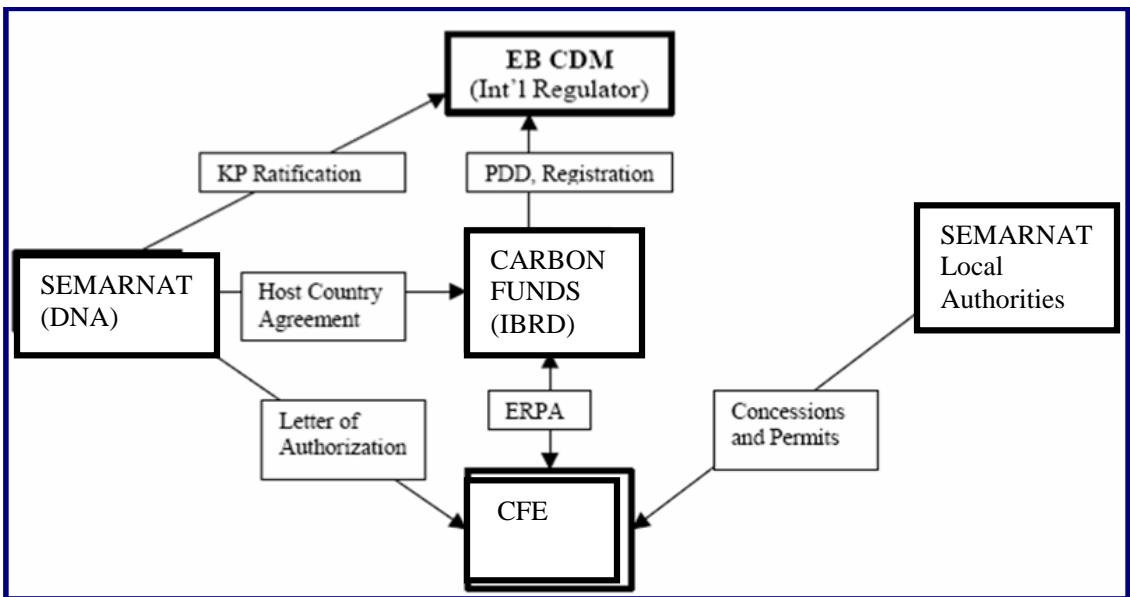 EB CDM
(Int'l Regulator)
KP Ratification
PDD, Registration
SEMARNAT
(DNA)
Host Country
Agreement
CARBON
FUNDS
(IBRD)
SEMARNAT
Local
Authorities
Letter of
Authorization
ERPA
Concessions
and Permits
CFE